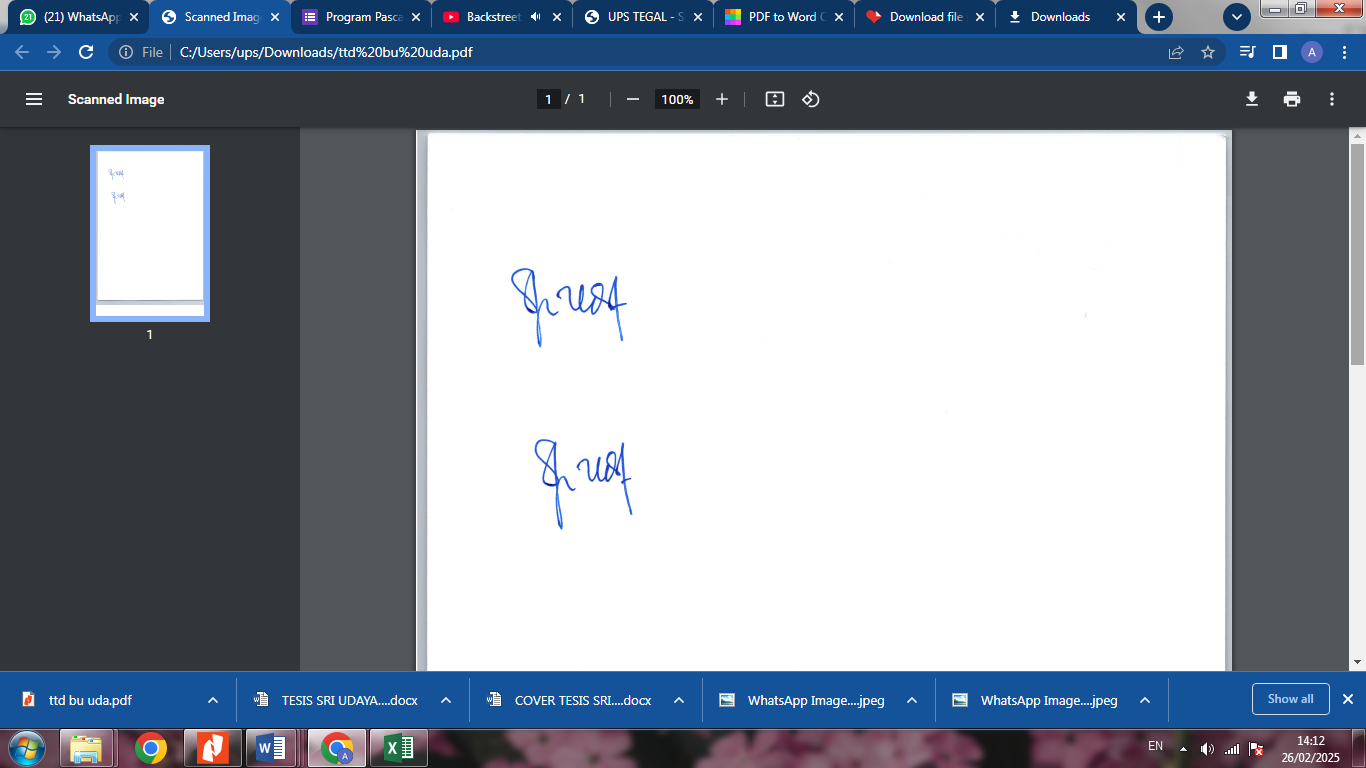 (21) WhatsApp
Scanned Imag
Program Pasca
Backstreet
UPS TEGAL - S
PDF to Word C
Download file
Downloads
File
C:/Users/ups/Downloads/ttd%20bu%20uda.pdf
A
Scanned Image
1 / 1
100%
1
ttd bu uda.pdf
TESIS SRI UDAYA....docx
COVER TESIS SRI....docx
WhatsApp Image....jpeg
WhatsApp Image....jpeg
Show all
EN
14:12
26/02/2025